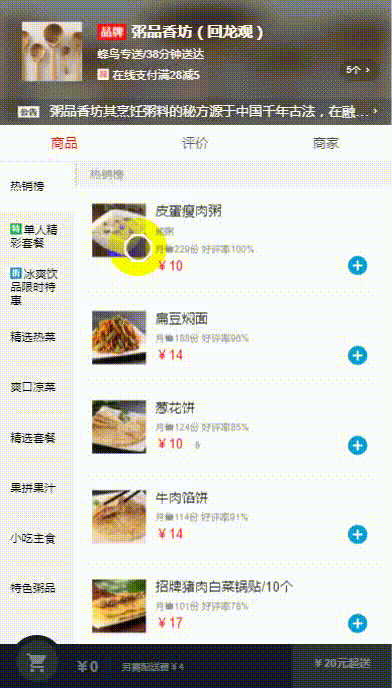 品牌 粥品香坊（回龙观）
蜂鸟专送/38分钟送达
减 在线支付满28减5
5个 >
公告 粥品香坊其烹饪粥料的秘方源于中国千年古法，在融... >
商品 评价 商家
热销榜
特 单人精彩套餐
折 冰爽饮品限时特惠
精选热菜
爽口凉菜
精选套餐
果拼果汁
小吃主食
特色粥品
热销榜
皮蛋瘦肉粥
咸粥
月售229份 好评率100%
￥10
扁豆焖面
月售188份 好评率96%
￥14
葱花饼
月售124份 好评率85%
￥10
牛肉馅饼
月售114份 好评率91%
￥14
招牌猪肉白菜锅贴/10个
月售101份 好评率78%
￥17
￥0
另需配送费￥4
￥20元起送